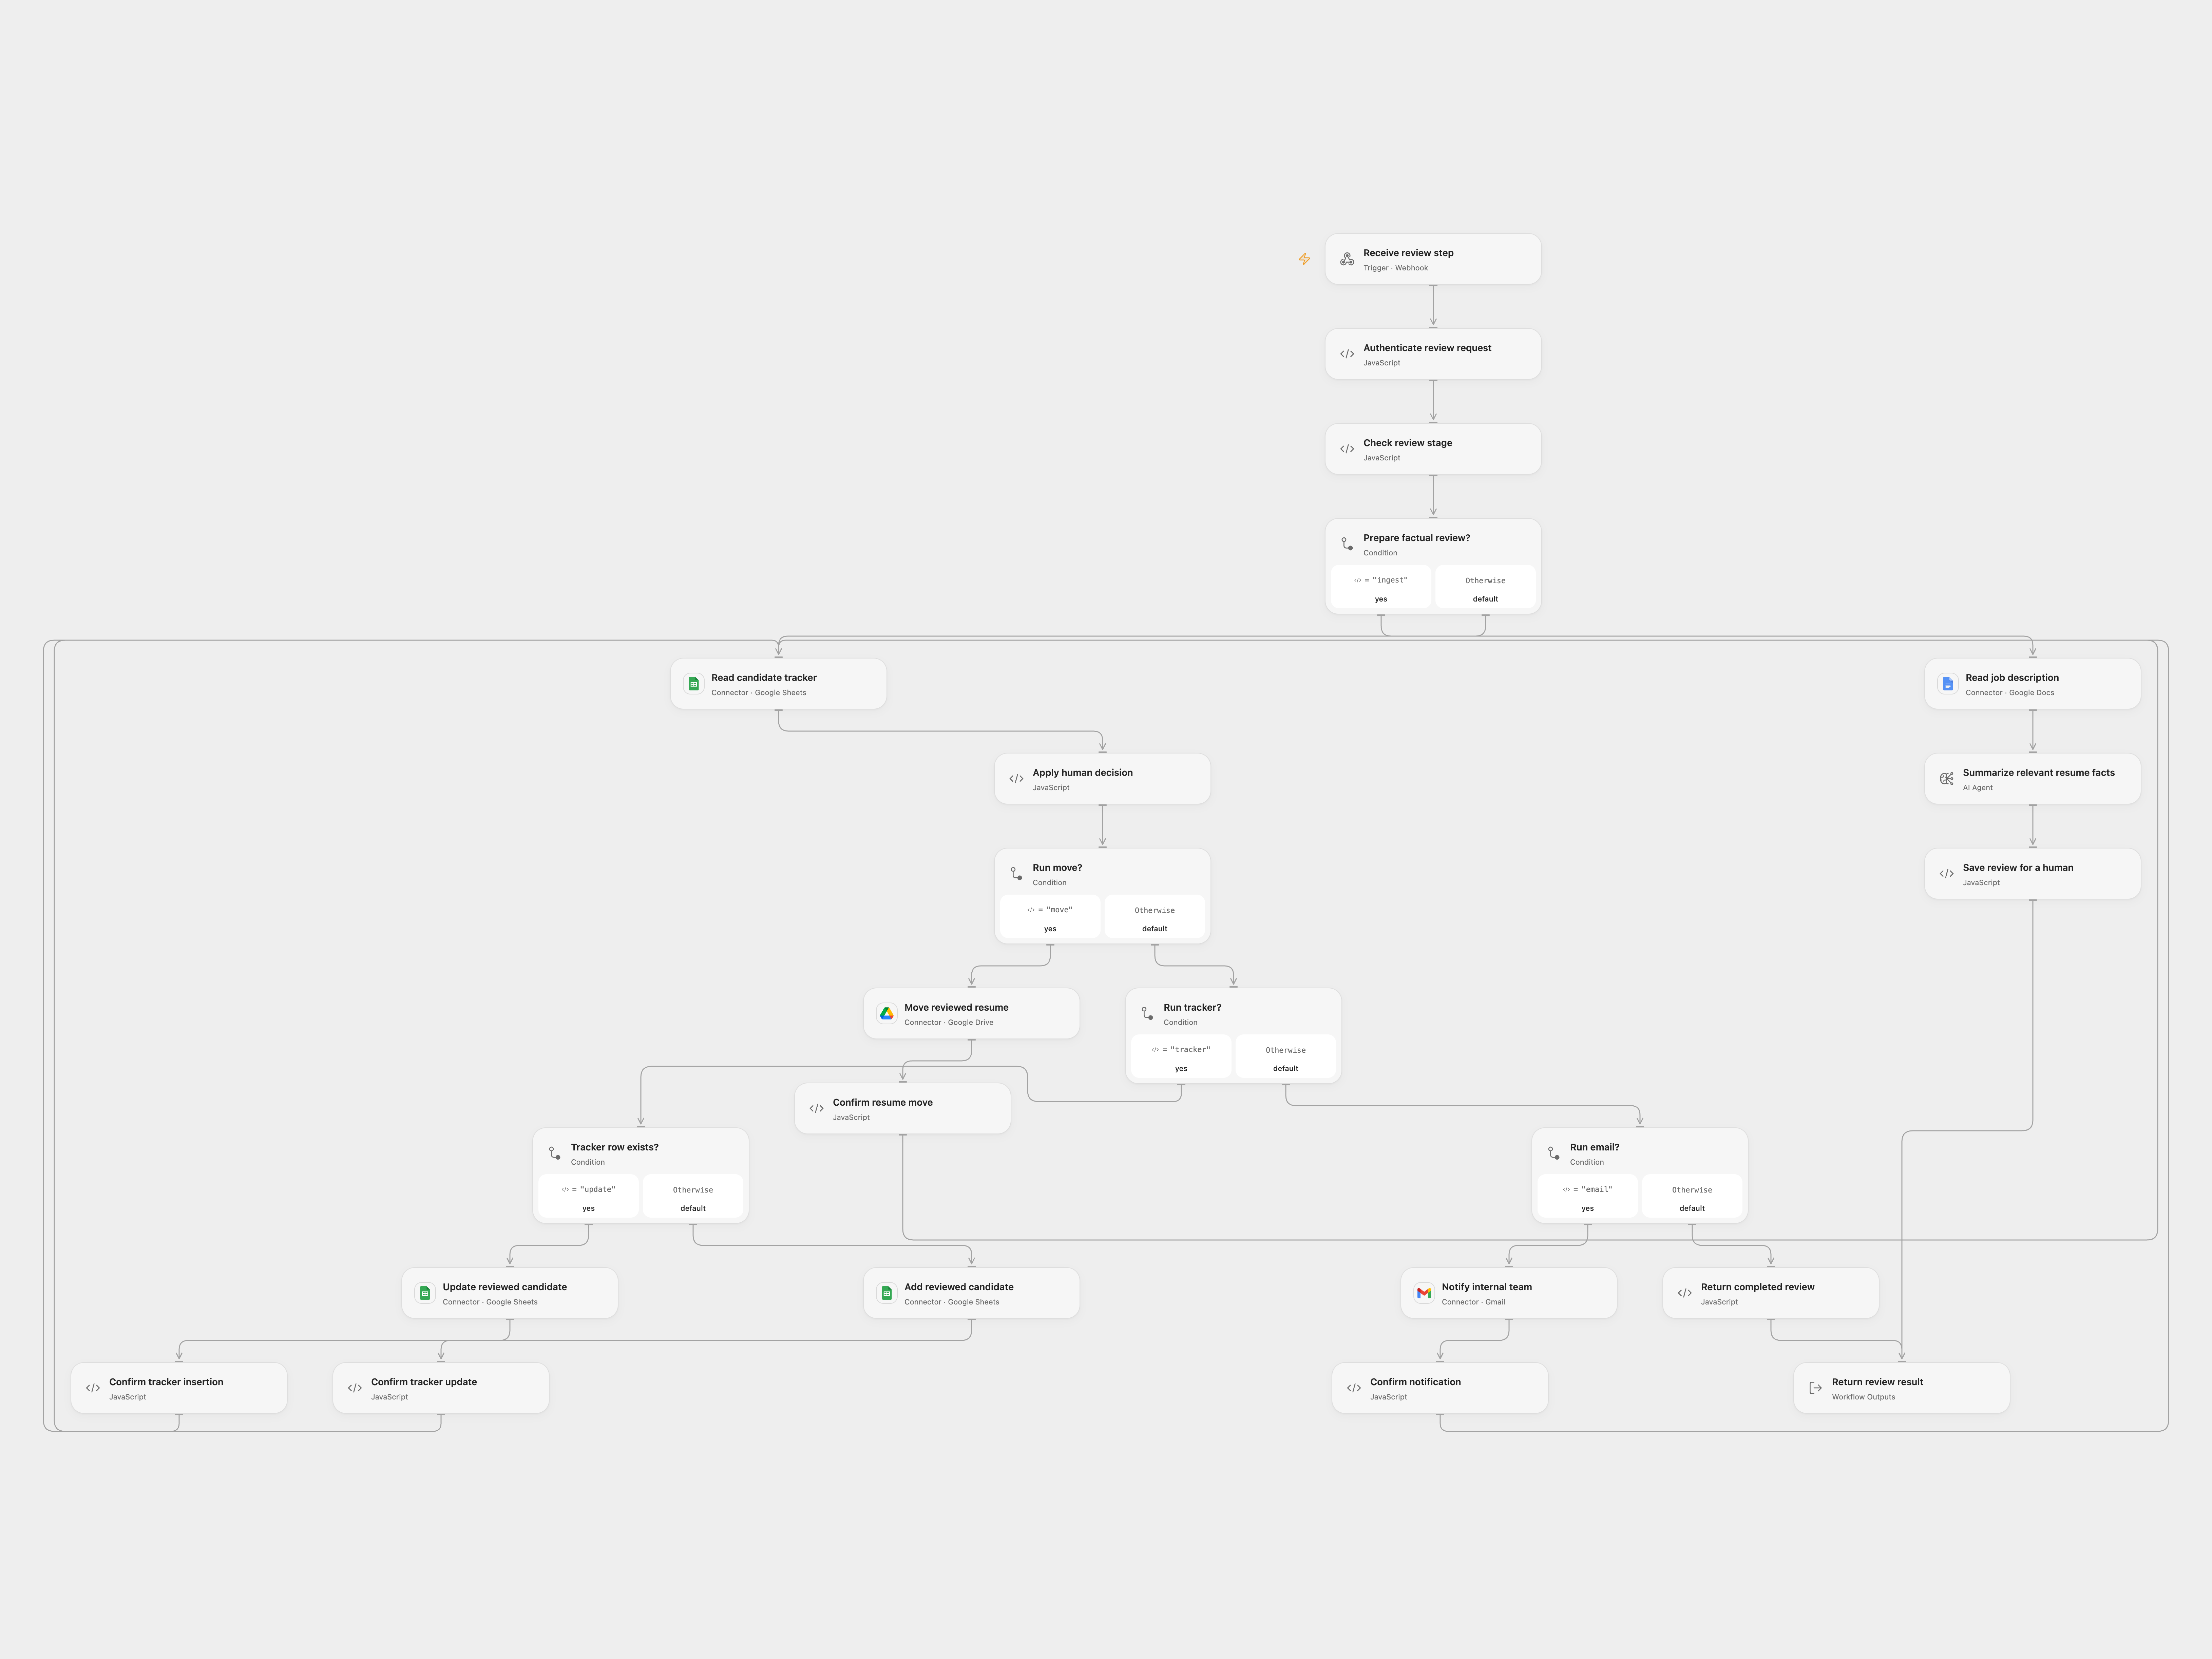 Receive review step
Trigger · Webhook
Authenticate review request
JavaScript
Check review stage
JavaScript
Prepare factual review?
Condition
</> = "ingest"
yes
Otherwise
default
Read candidate tracker
Connector · Google Sheets
Read job description
Connector · Google Docs
Apply human decision
JavaScript
Summarize relevant resume facts
AI Agent
Run move?
Condition
</> = "move"
yes
Otherwise
default
Save review for a human
JavaScript
Move reviewed resume
Connector · Google Drive
Run tracker?
Condition
</> = "tracker"
yes
Otherwise
default
Confirm resume move
JavaScript
Tracker row exists?
Condition
</> = "update"
yes
Otherwise
default
Run email?
Condition
</> = "email"
yes
Otherwise
default
Update reviewed candidate
Connector · Google Sheets
Add reviewed candidate
Connector · Google Sheets
Notify internal team
Connector · Gmail
Return completed review
JavaScript
Confirm tracker insertion
JavaScript
Confirm tracker update
JavaScript
Confirm notification
JavaScript
Return review result
Workflow Outputs